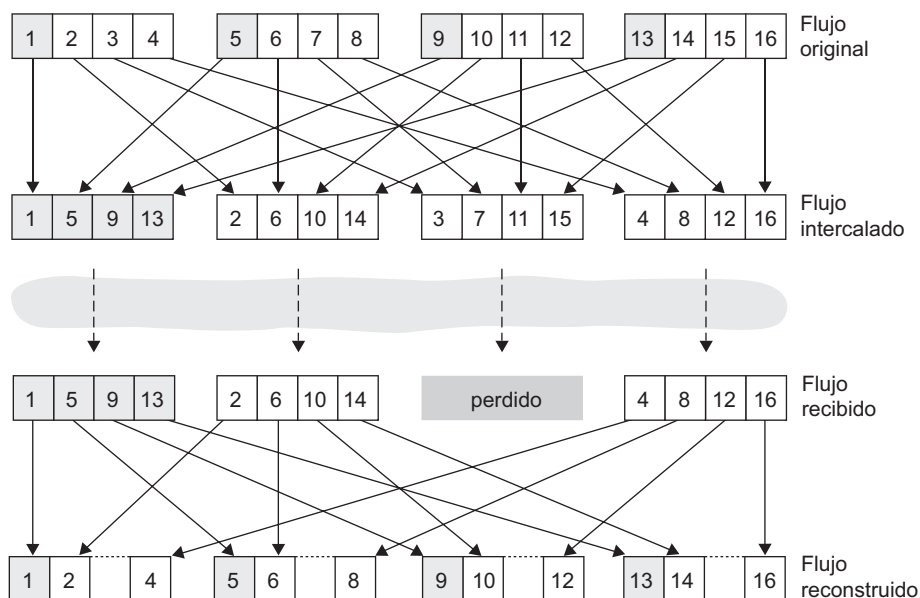 1 2 3 4 5 6 7 8 9 10 11 12 13 14 15 16 Flujo
original
1 5 9 13 2 6 10 14 3 7 11 15 4 8 12 16 Flujo
intercalado
1 5 9 13 2 6 10 14 perdido 4 8 12 16 Flujo
recibido
1 2 4 5 6 8 9 10 12 13 14 16 Flujo
reconstruido